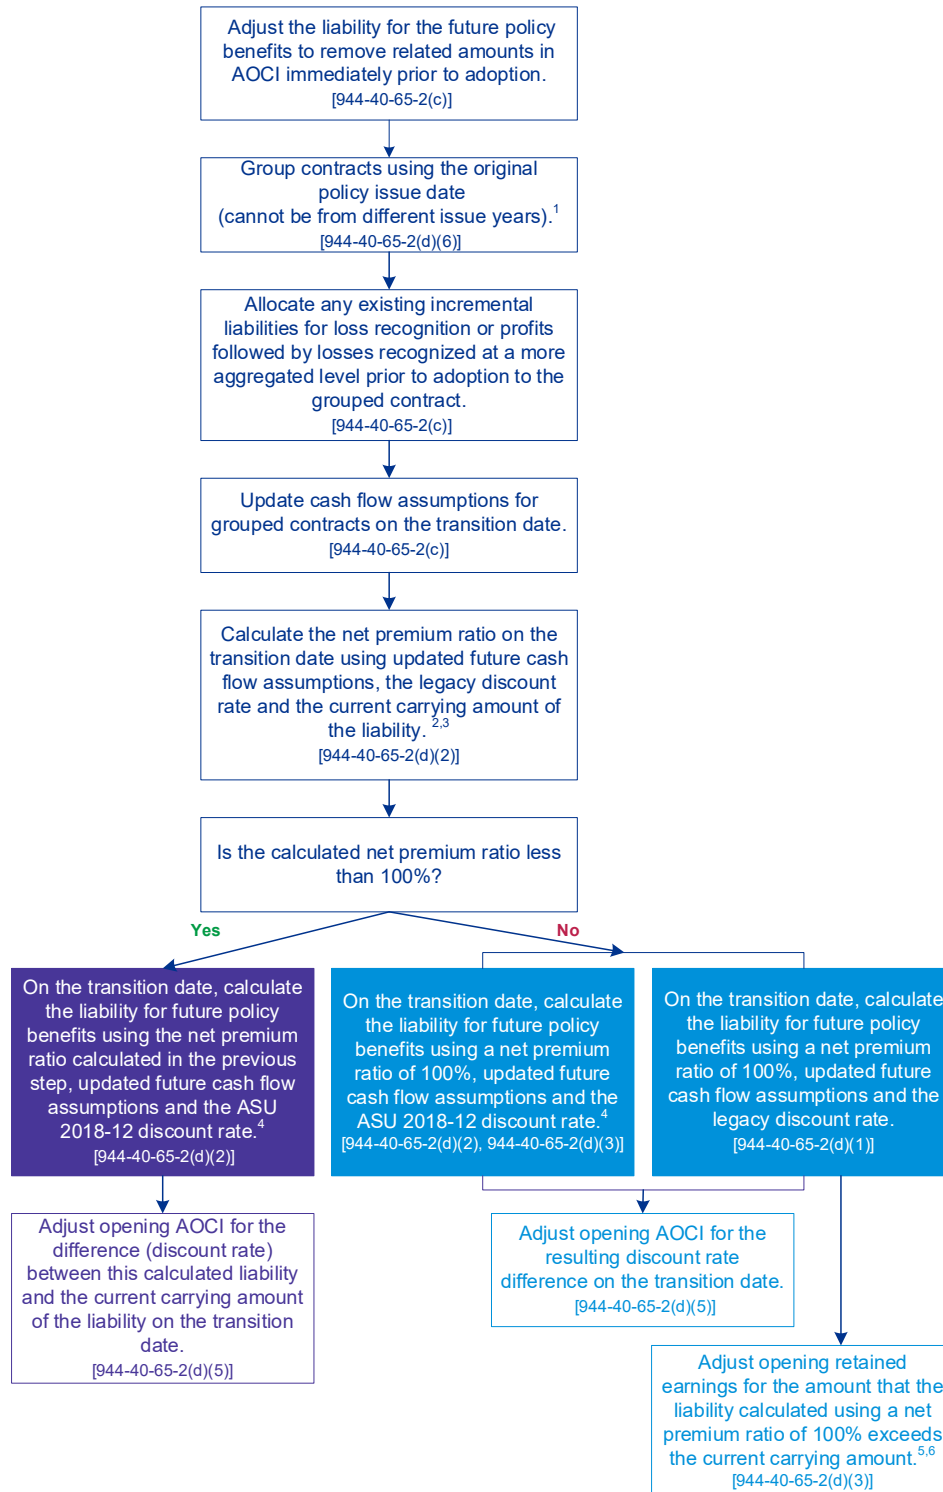 Adjust the liability for the future policy
benefits to remove related amounts in
AOCI immediately prior to adoption.
[944-40-65-2(c)]
Group contracts using the original
policy issue date
(cannot be from different issue years).1
[944-40-65-2(d)(6)]
Allocate any existing incremental
liabilities for loss recognition or profits
followed by losses recognized at a more
aggregated level prior to adoption to the
grouped contract.
[944-40-65-2(c)]
Update cash flow assumptions for
grouped contracts on the transition date.
[944-40-65-2(c)]
Calculate the net premium ratio on the
transition date using updated future cash
flow assumptions, the legacy discount
rate and the current carrying amount of
the liability. 2,3
[944-40-65-2(d)(2)]
Is the calculated net premium ratio less
than 100%?
Yes
No
On the transition date, calculate
the liability for future policy
benefits using the net premium
ratio calculated in the previous
step, updated future cash flow
assumptions and the ASU
2018-12 discount rate.4
[944-40-65-2(d)(2)]
On the transition date, calculate
the liability for future policy
benefits using a net premium
ratio of 100%, updated future
cash flow assumptions and the
ASU 2018-12 discount rate.4
[944-40-65-2(d)(2), 944-40-65-2(d)(3)]
On the transition date, calculate
the liability for future policy
benefits using a net premium
ratio of 100%, updated future
cash flow assumptions and the
legacy discount rate.
[944-40-65-2(d)(1)]
Adjust opening AOCI for the
difference (discount rate)
between this calculated liability
and the current carrying amount
of the liability on the transition
date.
[944-40-65-2(d)(5)]
Adjust opening AOCI for the
resulting discount rate
difference on the transition date.
[944-40-65-2(d)(5)]
Adjust opening retained
earnings for the amount that the
liability calculated using a net
premium ratio of 100% exceeds
the current carrying amount.5,6
[944-40-65-2(d)(3)]